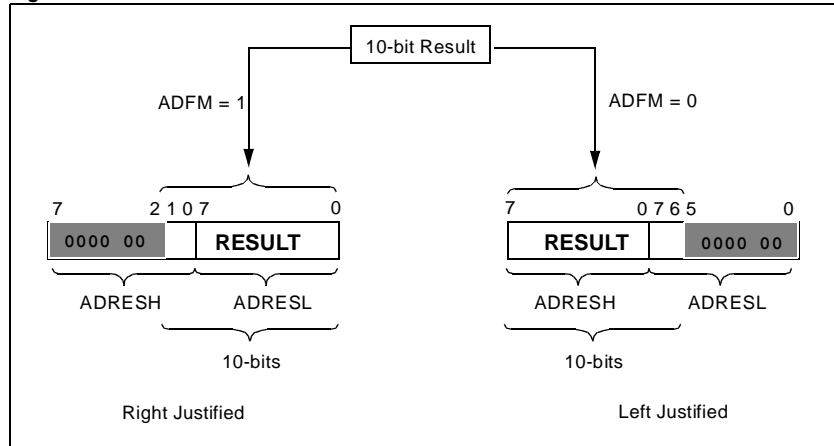 10-bit Result
ADFM = 1
ADFM = 0
7 2 1 0 7 0
7 0 7 6 5 0
0000 00 RESULT
RESULT 0000 00
ADRESH ADRESL
ADRESH ADRESL
10-bits
10-bits
Right Justified
Left Justified